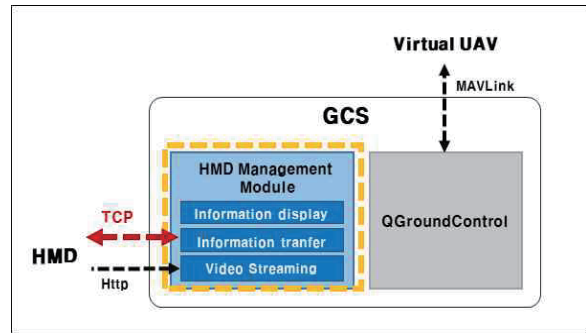 Virtual UAV
MAVLink
GCS
HMD Management
Module
Information display
Information tranfer
Video Streaming
QGroundControl
TCP
HMD
Http